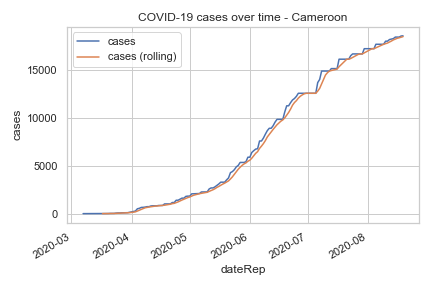 COVID-19 cases over time - Cameroon
cases
cases (rolling)
cases
15000
10000
5000
0
2020-03
2020-04
2020-05
2020-06
2020-07
2020-08
dateRep